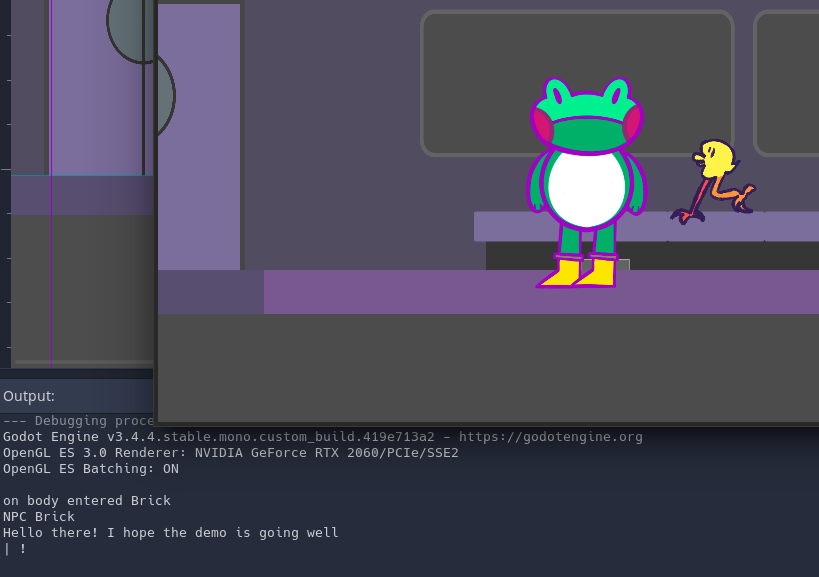 Output:
--- Debugging proce
Godot Engine v3.4.4.stable.mono.custom_build.419e713a2 - https://godotengine.org
OpenGL ES 3.0 Renderer: NVIDIA GeForce RTX 2060/PCIe/SSE2
OpenGL ES Batching: ON
on body entered Brick
NPC Brick
Hello there! I hope the demo is going well
| !